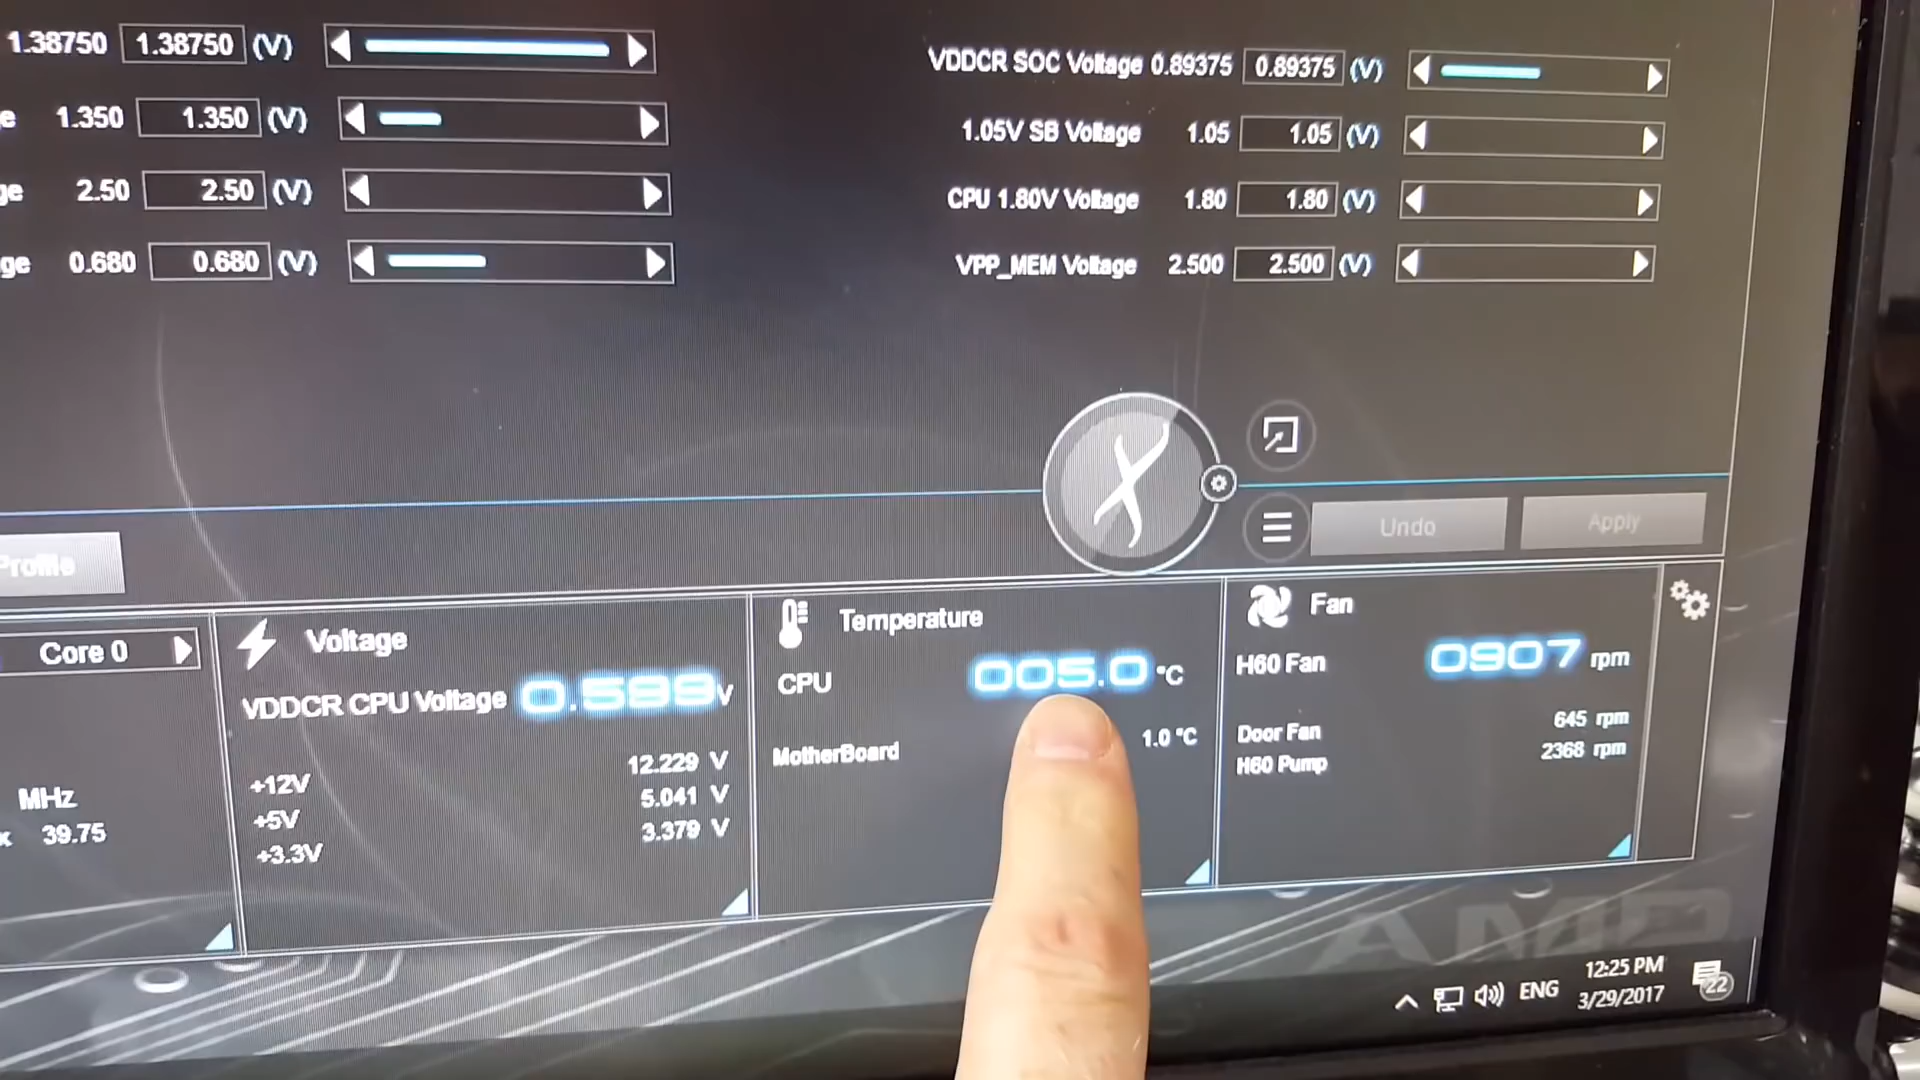 1.38750 1.38750 (V)
e 1.350 1.350 (V)
ge 2.50 2.50 (V)
ge 0.680 0.680 (V)
VDDCR SOC Voltage 0.89375 0.89375 (V)
1.05V SB Voltage 1.05 1.05 (V)
CPU 1.80V Voltage 1.80 1.80 (V)
VPP_MEM Voltage 2.500 2.500 (V)
X
Undo Apply
Profile
Core 0
MHz
x 39.75
Voltage
VDDCR CPU Voltage 0.589 V
+12V 12.229 V
+5V 5.041 V
+3.3V 3.379 V
Temperature
CPU 005.0 °C
MotherBoard 1.0 °C
Fan
H60 Fan 0907 rpm
Door Fan 645 rpm
H60 Pump 2368 rpm
AMD
ENG
12:25 PM
3/29/2017
22